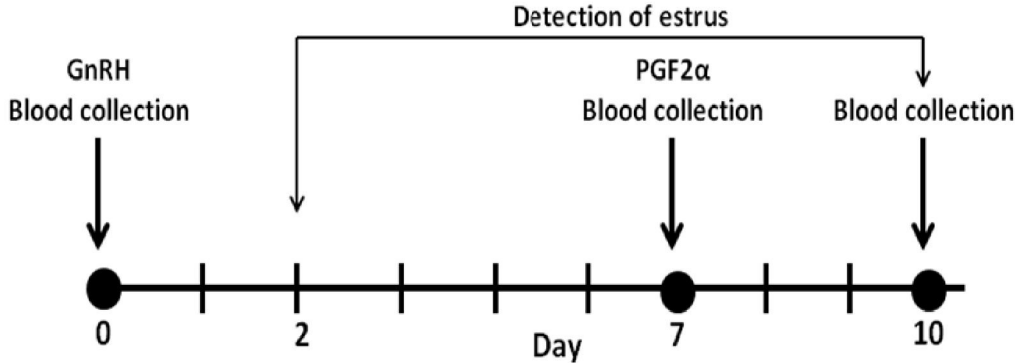 Detection of estrus
GnRH
Blood collection
PGF2α
Blood collection
Blood collection
0
2
7
10
Day